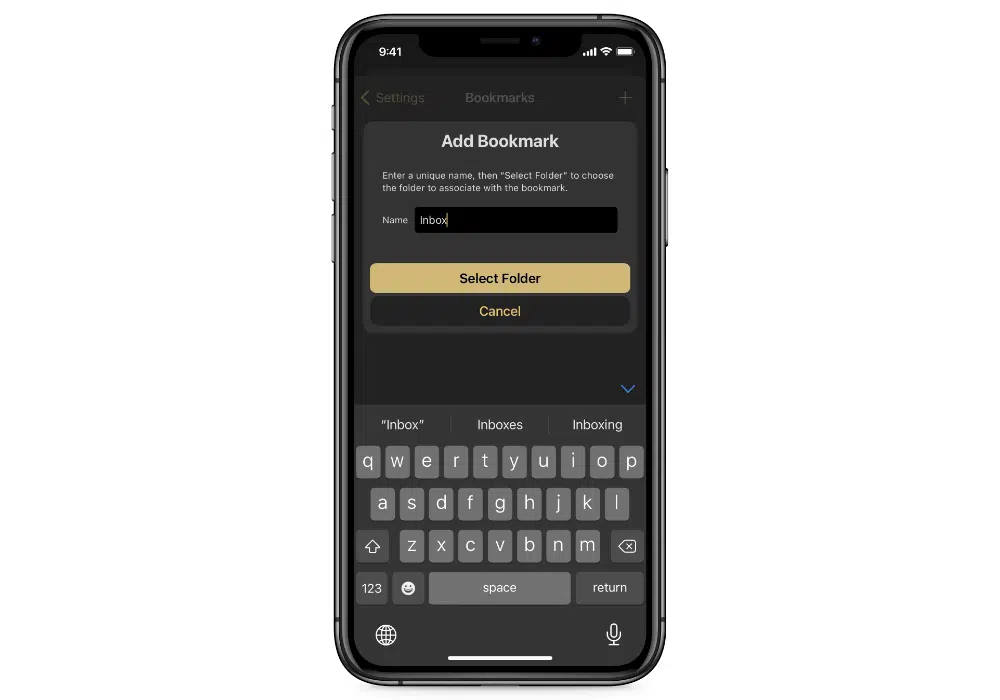 9:41
Settings
Bookmarks
Add Bookmark
Enter a unique name, then “Select Folder” to choose
the folder to associate with the bookmark.
Name Inbox
Select Folder
Cancel
“Inbox” Inboxes Inboxing
q w e r t y u i o p
a s d f g h j k l
z x c v b n m
123 space return